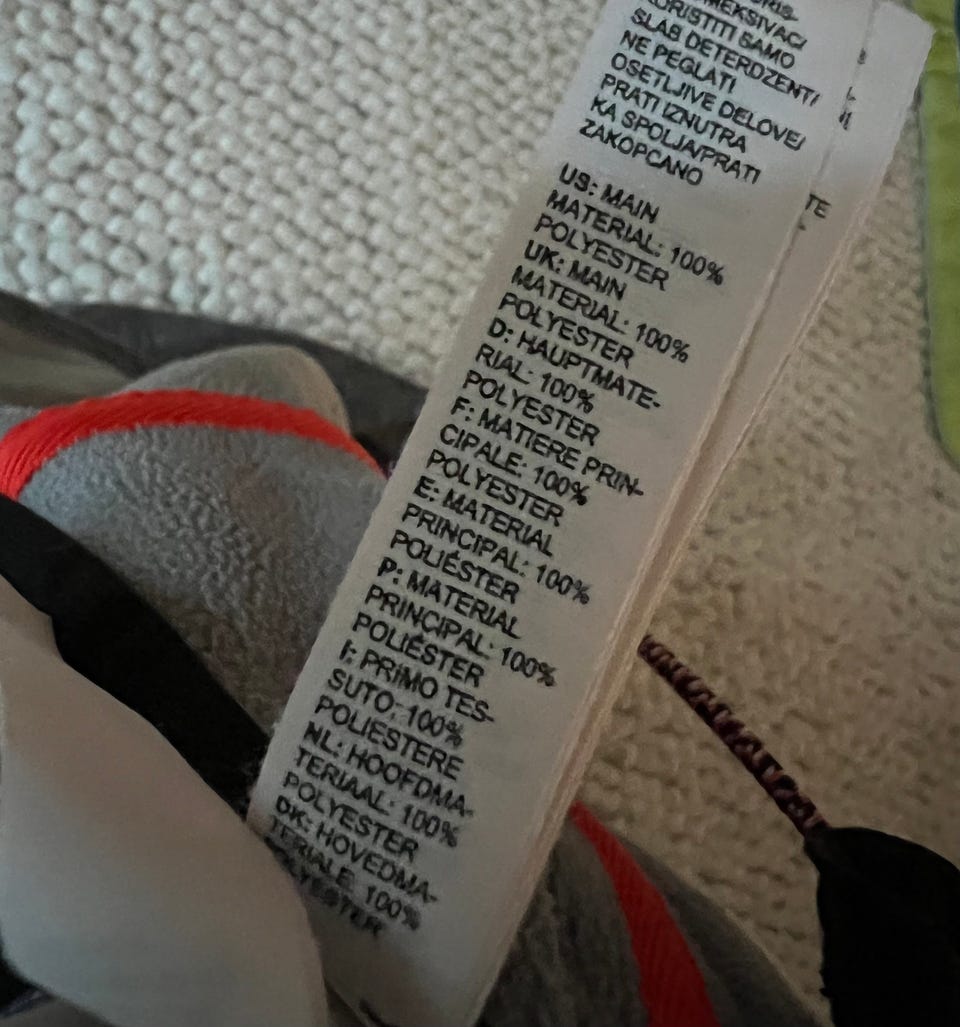 KORISTITI SAMO
SLAB DETERDZENT/
NE PEGLATI
OSETLJIVE DELOVE/
PRATI IZNUTRA
KA SPOLJA/PRATI
ZAKOPCANO
US: MAIN
MATERIAL: 100%
POLYESTER
UK: MAIN
MATERIAL: 100%
POLYESTER
D: HAUPTMATE-
RIAL: 100%
POLYESTER
F: MATIERE PRIN-
CIPALE: 100%
POLYESTER
E: MATERIAL
PRINCIPAL: 100%
POLIÉSTER
P: MATERIAL
PRINCIPAL: 100%
POLIÉSTER
I: PRIMO TES-
SUTO: 100%
POLIESTERE
NL: HOOFDMA-
TERIAAL: 100%
POLYESTER
DK: HOVEDMA-
TERIALE: 100%
POLYESTER
TE